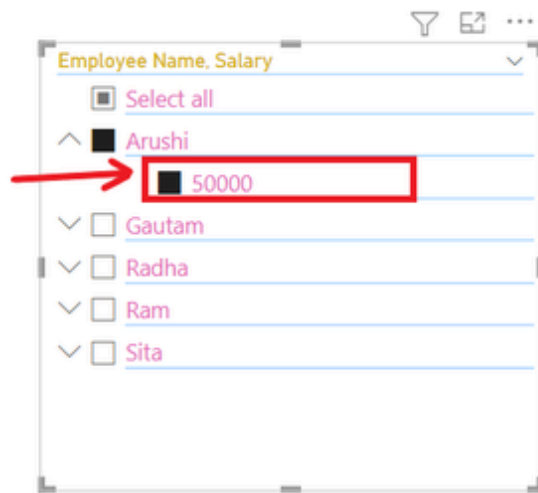 Employee Name, Salary
Select all
Arushi
50000
Gautam
Radha
Ram
Sita